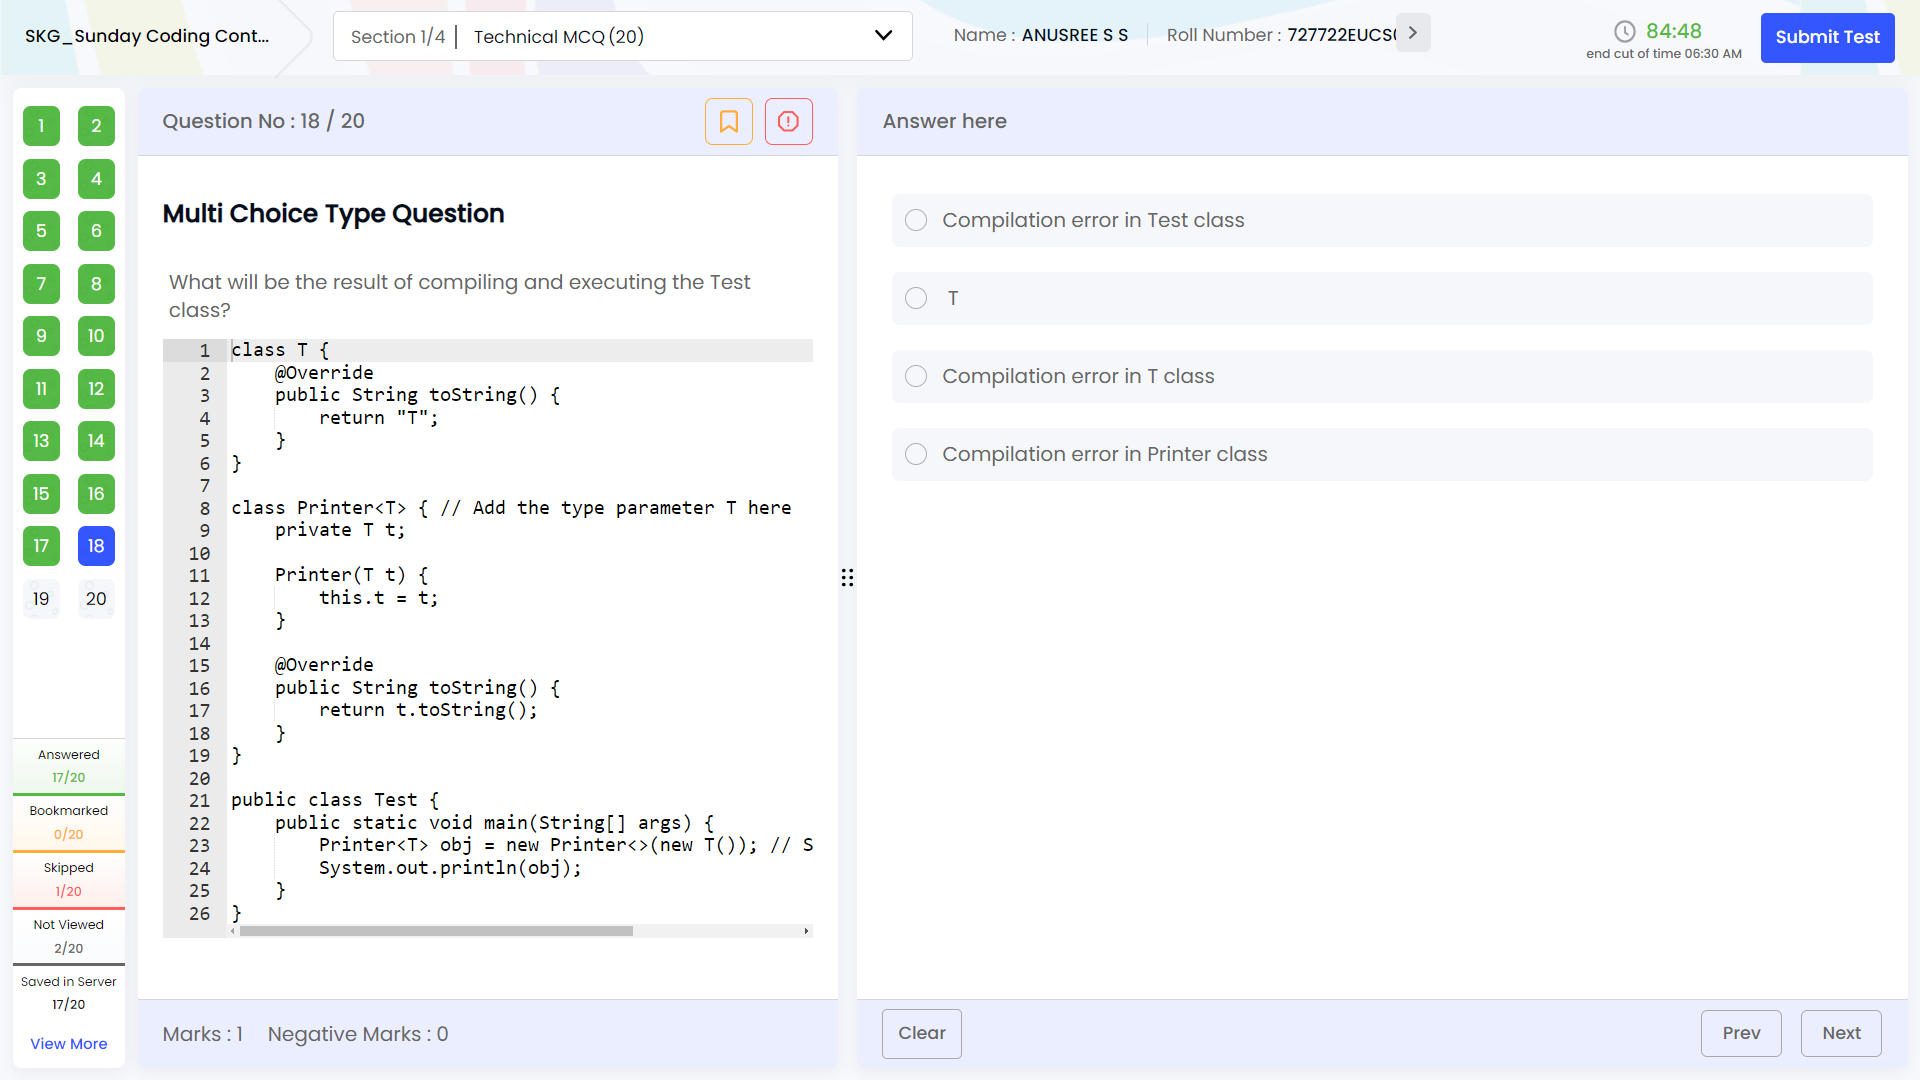 SKG_Sunday Coding Cont...
Section 1/4 | Technical MCQ (20)
Name : ANUSREE S S
Roll Number : 727722EUCS
84:48
end cut of time 06:30 AM
Submit Test
1 2
3 4
5 6
7 8
9 10
11 12
13 14
15 16
17 18
19 20
Answered
17/20
Bookmarked
0/20
Skipped
1/20
Not Viewed
2/20
Saved in Server
17/20
View More
Question No : 18 / 20
Multi Choice Type Question
What will be the result of compiling and executing the Test
class?
1 class T {
2     @Override
3     public String toString() {
4         return "T";
5     }
6 }
7
8 class Printer<T> { // Add the type parameter T here
9     private T t;
10
11     Printer(T t) {
12         this.t = t;
13     }
14
15     @Override
16     public String toString() {
17         return t.toString();
18     }
19 }
20
21 public class Test {
22     public static void main(String[] args) {
23         Printer<T> obj = new Printer<>(new T()); // S
24         System.out.println(obj);
25     }
26 }
Marks : 1 Negative Marks : 0
Answer here
Compilation error in Test class
T
Compilation error in T class
Compilation error in Printer class
Clear
Prev
Next